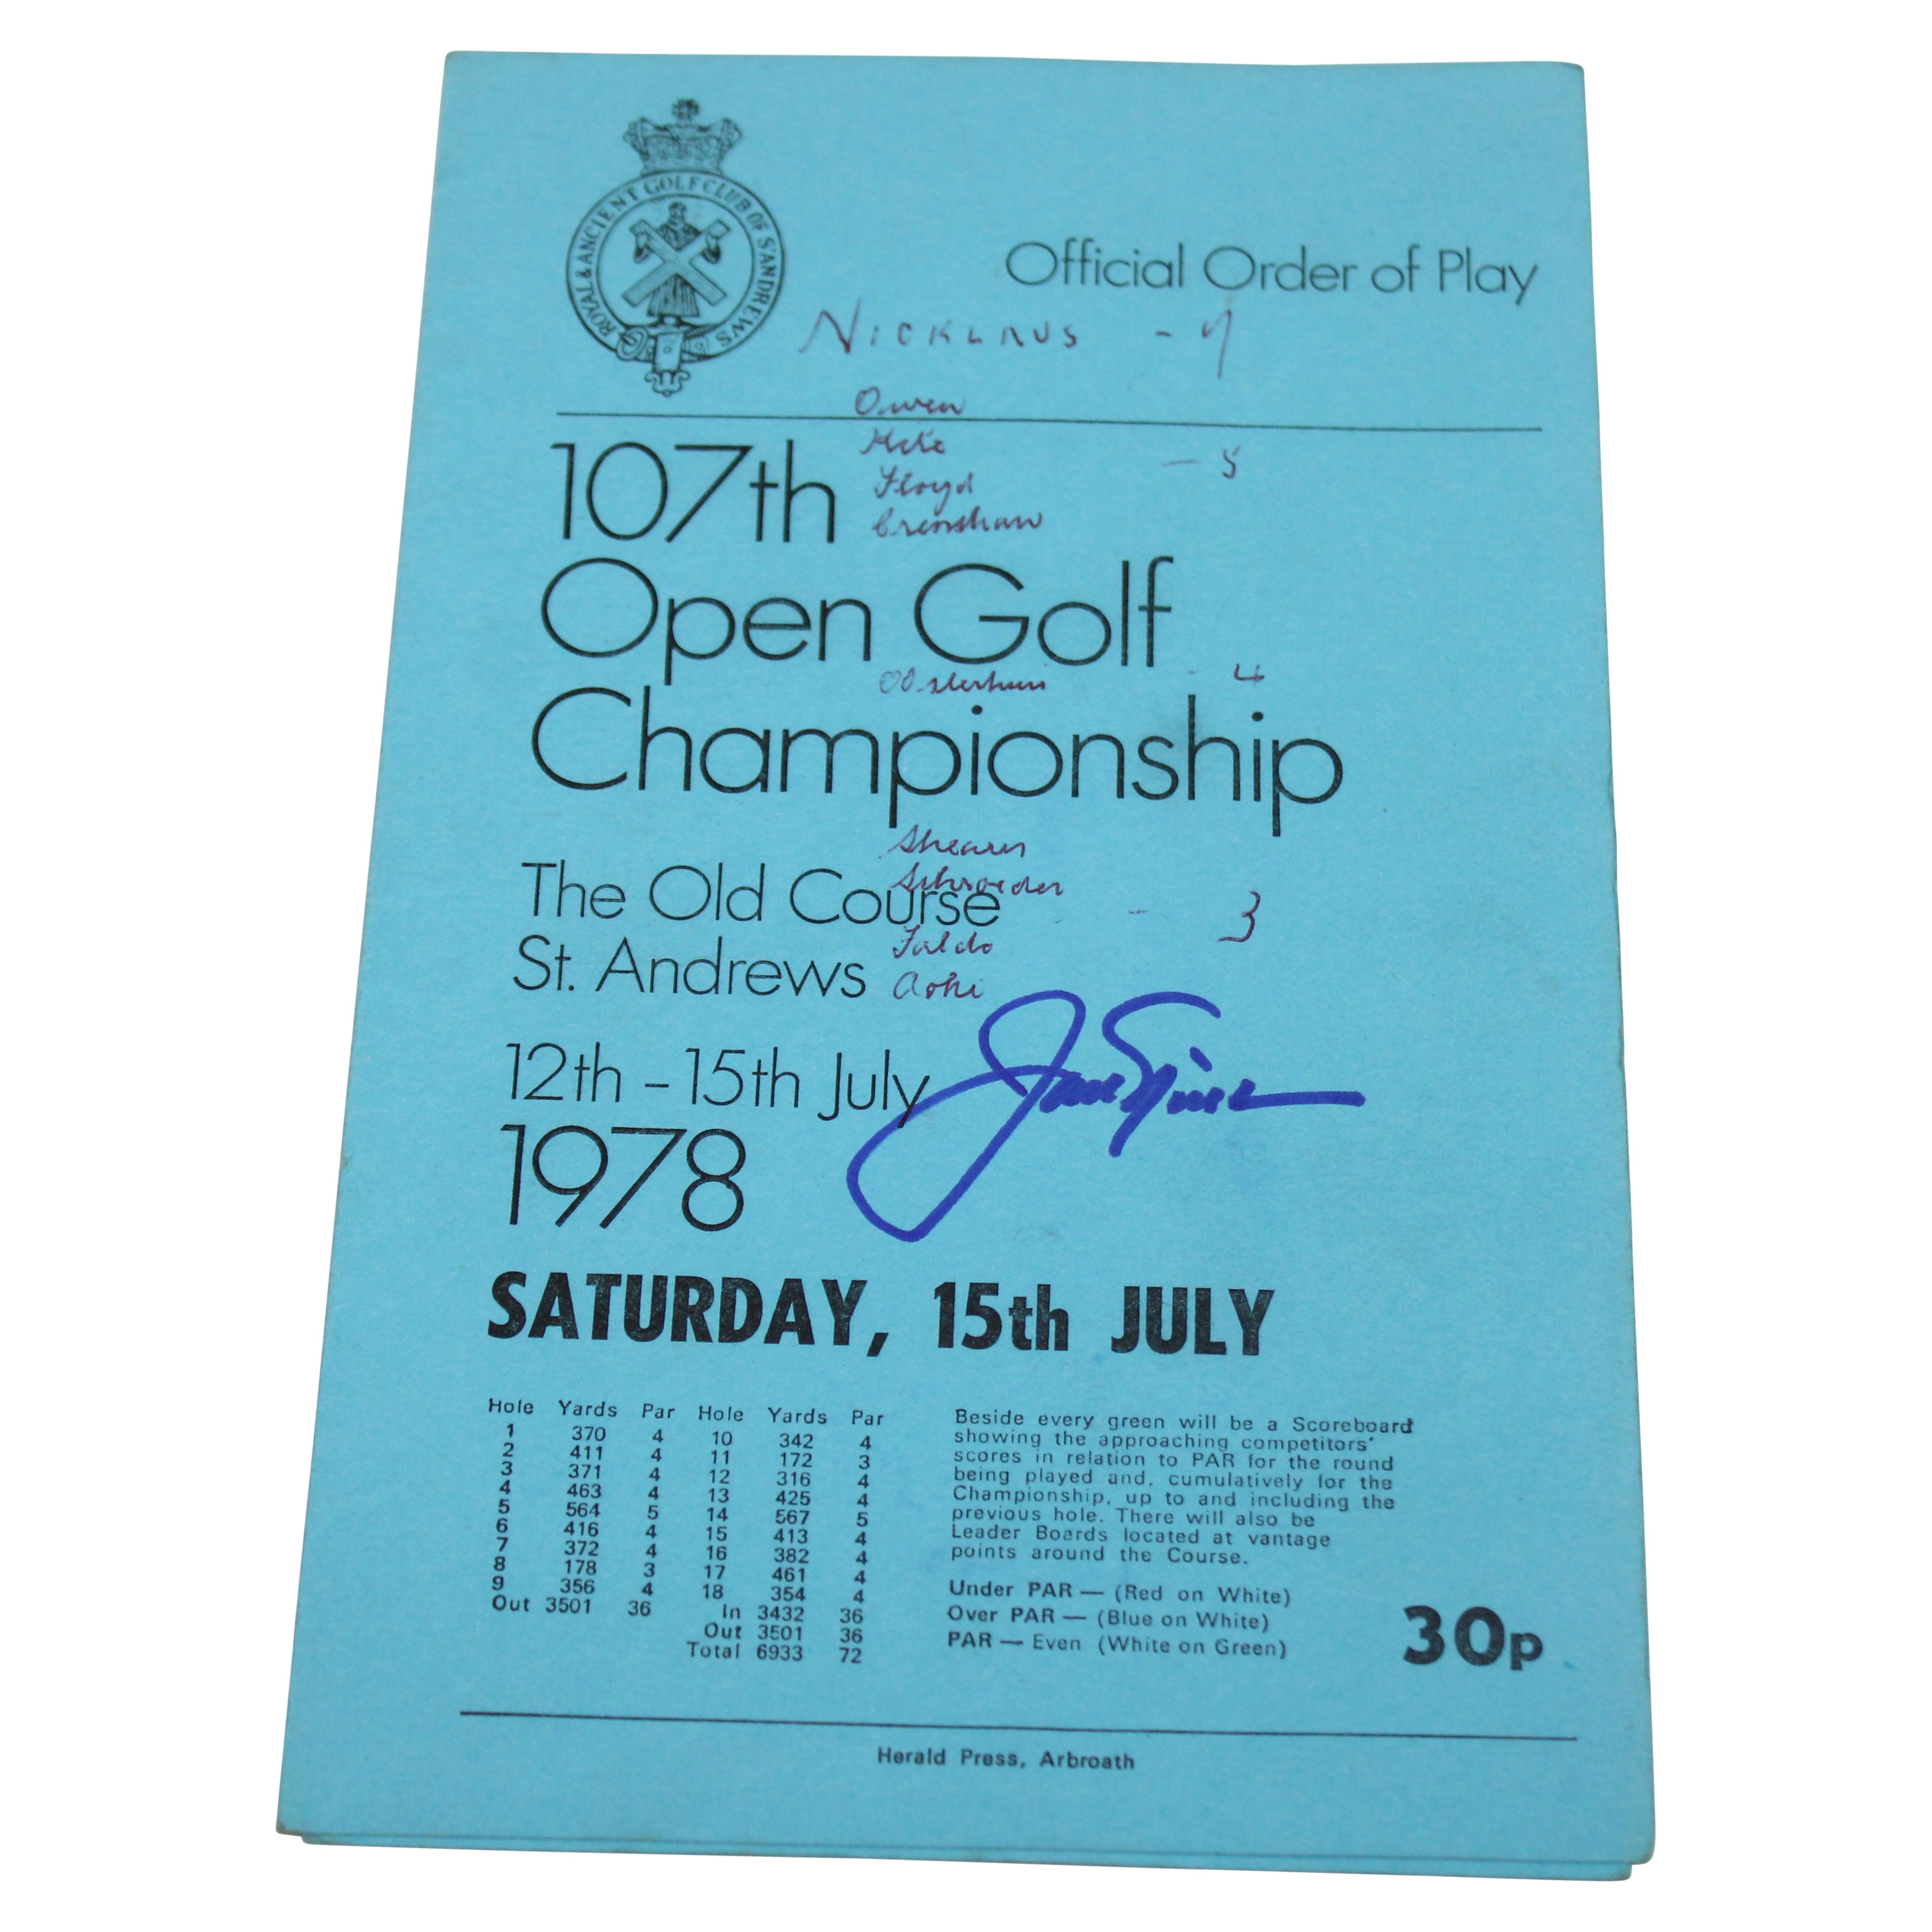 ROYAL & ANCIENT GOLF CLUB OF ST ANDREWS
Official Order of Play
NICKLAUS - 7
Owen
Kite
Floyd - 5
Crenshaw
107th
Open Golf
Oosterhuis - 4
Championship
Shearer
Schroeder
- 3
Faldo
Aoki
The Old Course
St. Andrews
12th - 15th July
1978
SATURDAY, 15th JULY
Hole Yards Par Hole Yards Par
1 370 4 10 342 4
2 411 4 11 172 3
3 371 4 12 316 4
4 463 4 13 425 4
5 564 5 14 567 5
6 416 4 15 413 4
7 372 4 16 382 4
8 178 3 17 461 4
9 356 4 18 354 4
Out 3501 36 In 3432 36
Out 3501 36
Total 6933 72
Beside every green will be a Scoreboard
showing the approaching competitors'
scores in relation to PAR for the round
being played and, cumulatively for the
Championship, up to and including the
previous hole. There will also be
Leader Boards located at vantage
points around the Course.
Under PAR — (Red on White)
Over PAR — (Blue on White)
PAR — Even (White on Green)
30p
Herald Press, Arbroath